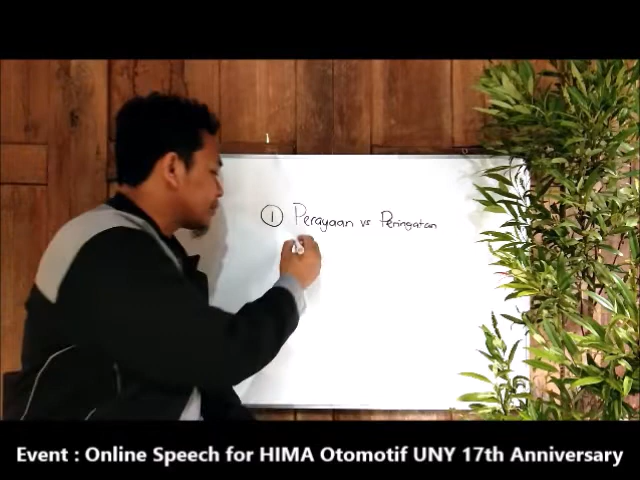 ① Perayaan vs Peringatan
Event : Online Speech for HIMA Otomotif UNY 17th Anniversary